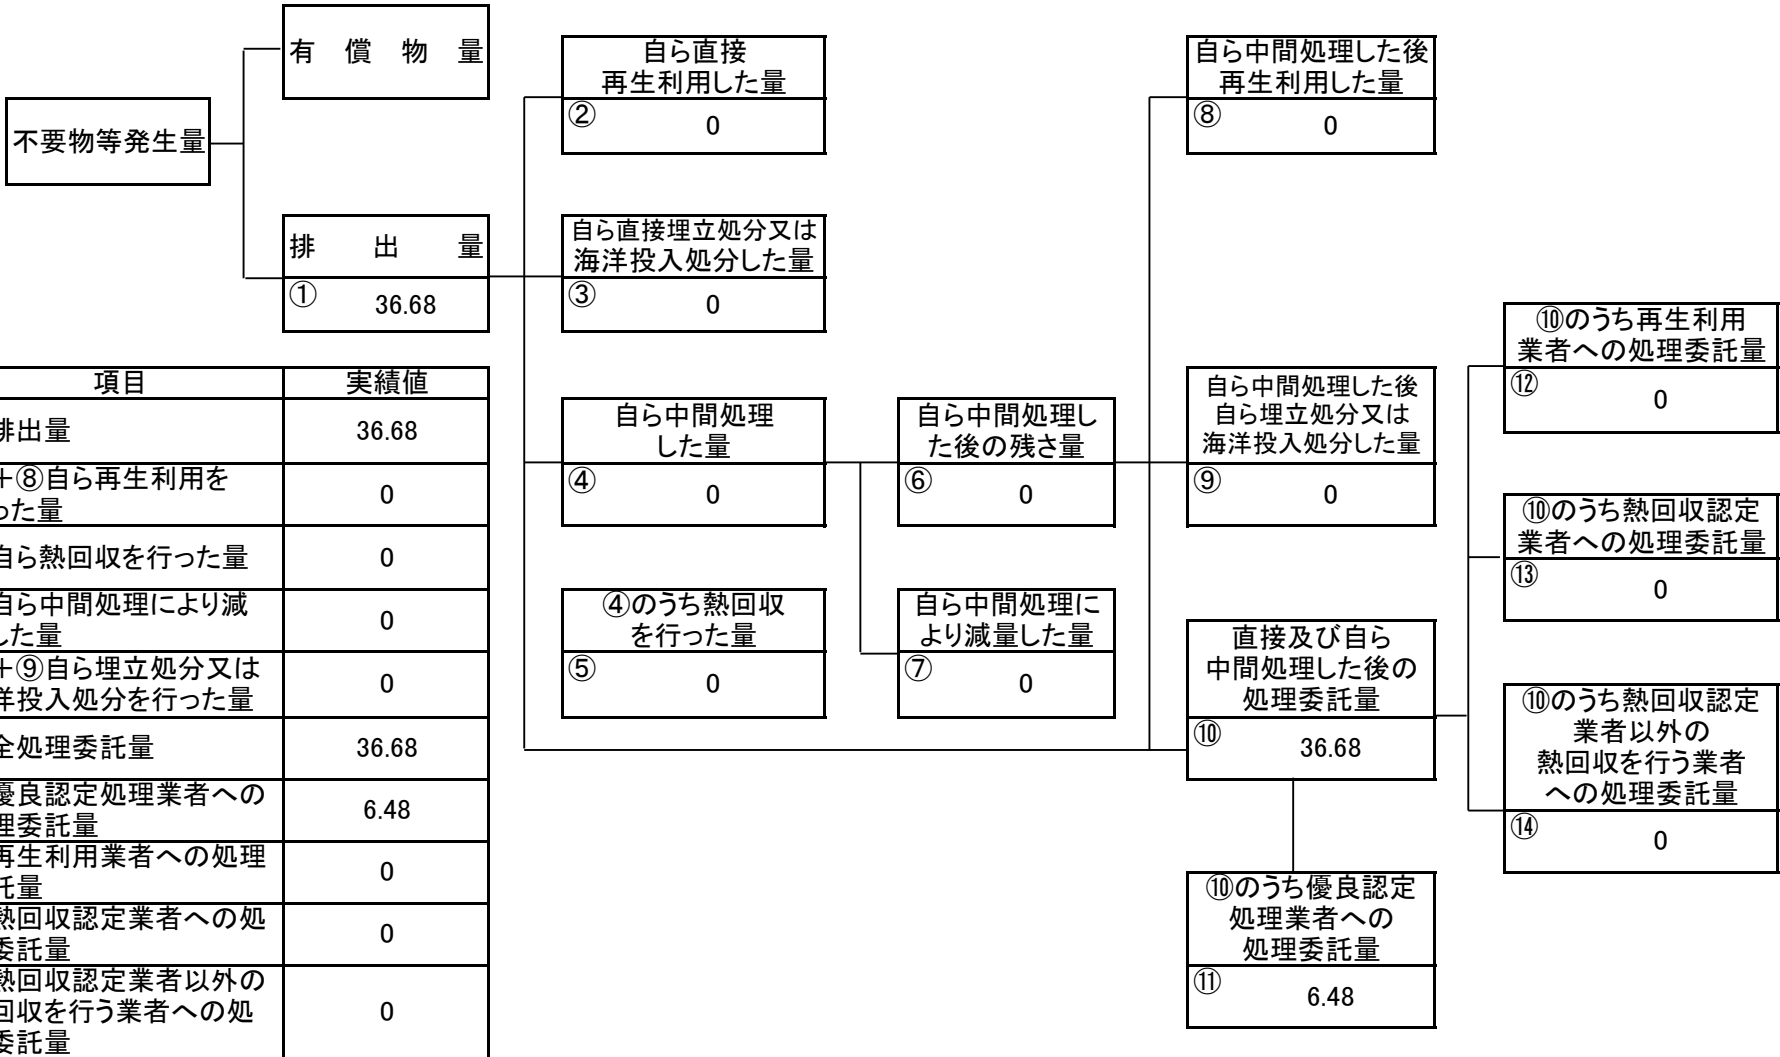 有償物量
不要物等発生量
排出量
① 36.68
自ら直接
再生利用した量
② 0
自ら直接埋立処分又は
海洋投入処分した量
③ 0
自ら中間処理
した量
④ 0
④のうち熱回収
を行った量
⑤ 0
自ら中間処理し
た後の残さ量
⑥ 0
自ら中間処理に
より減量した量
⑦ 0
自ら中間処理した後
再生利用した量
⑧ 0
自ら中間処理した後
自ら埋立処分又は
海洋投入処分した量
⑨ 0
直接及び自ら
中間処理した後の
処理委託量
⑩ 36.68
⑩のうち優良認定
処理業者への
処理委託量
⑪ 6.48
⑩のうち再生利用
業者への処理委託量
⑫ 0
⑩のうち熱回収認定
業者への処理委託量
⑬ 0
⑩のうち熱回収認定
業者以外の
熱回収を行う業者
への処理委託量
⑭ 0
項目 実績値
排出量 36.68
+⑧自ら再生利用を
った量 0
自ら熱回収を行った量 0
自ら中間処理により減
した量 0
+⑨自ら埋立処分又は
洋投入処分を行った量 0
全処理委託量 36.68
優良認定処理業者への
理委託量 6.48
再生利用業者への処理
託量 0
熱回収認定業者への処
委託量 0
熱回収認定業者以外の
回収を行う業者への処
委託量 0